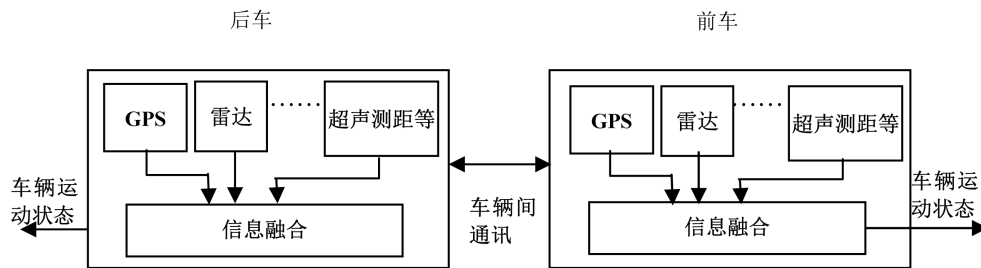 后车
前车
GPS
雷达
······
超声测距等
GPS
雷达
······
超声测距等
车辆运
动状态
信息融合
车辆间
通讯
信息融合
车辆运
动状态